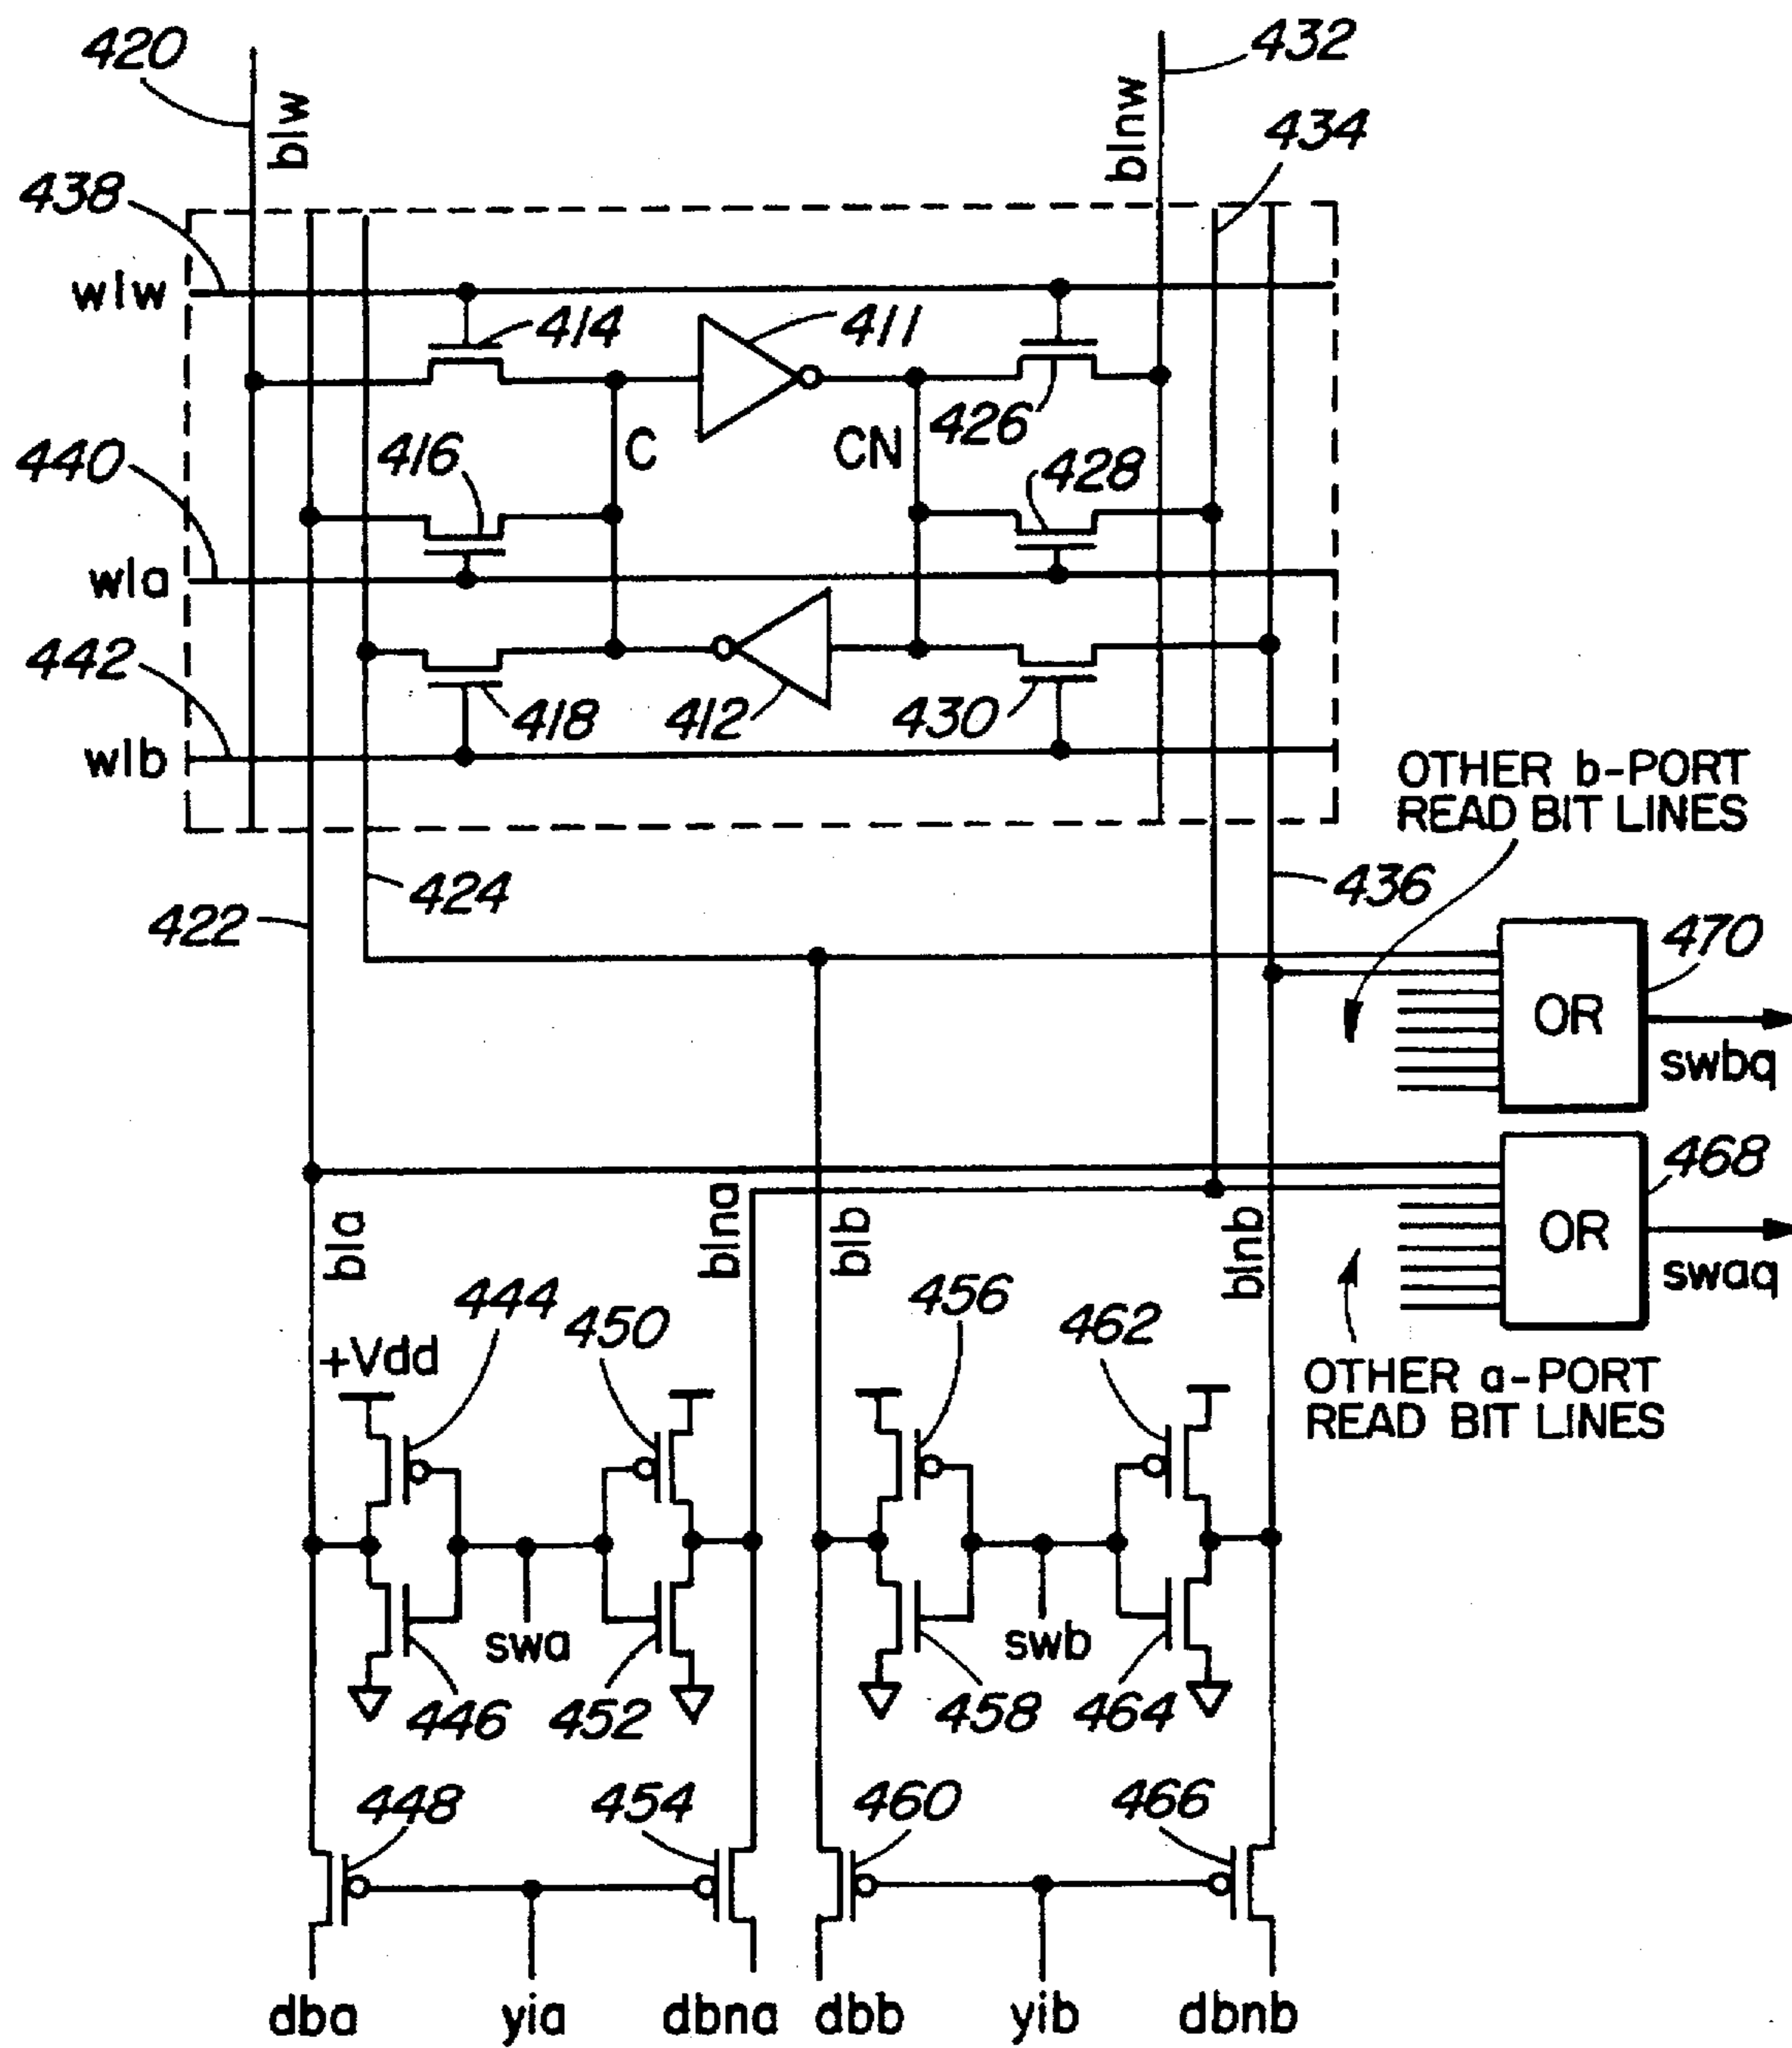 420
432
blw
blnw
434
438
wlw
414
411
426
440
416
C
CN
428
wla
442
418
412
430
wlb
OTHER b-PORT
READ BIT LINES
424
436
422
470
OR
swbq
468
OR
swaq
bla
blna
blb
blnb
444
450
456
462
+Vdd
OTHER a-PORT
READ BIT LINES
swa
swb
446
452
458
464
448
454
460
466
dba
yia
dbna
dbb
yib
dbnb